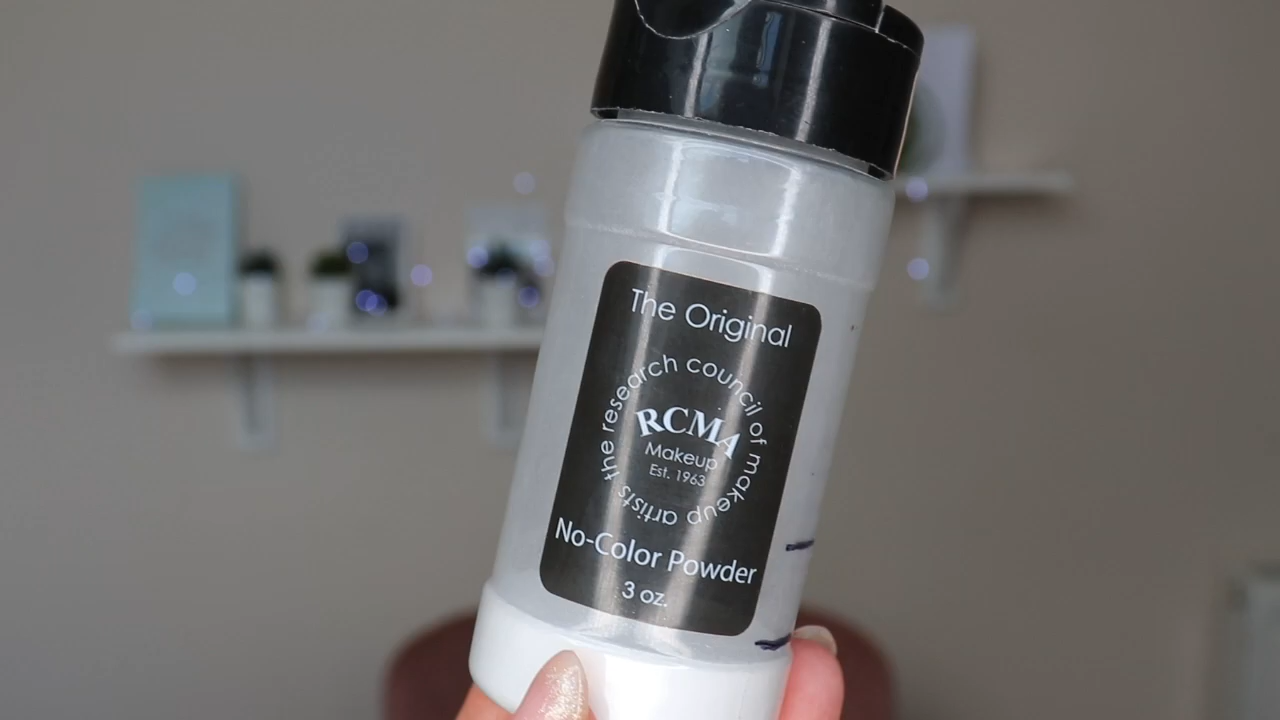 The Original
the research council of makeup artists
RCMA
Makeup
Est. 1963
No-Color Powder
3 oz.